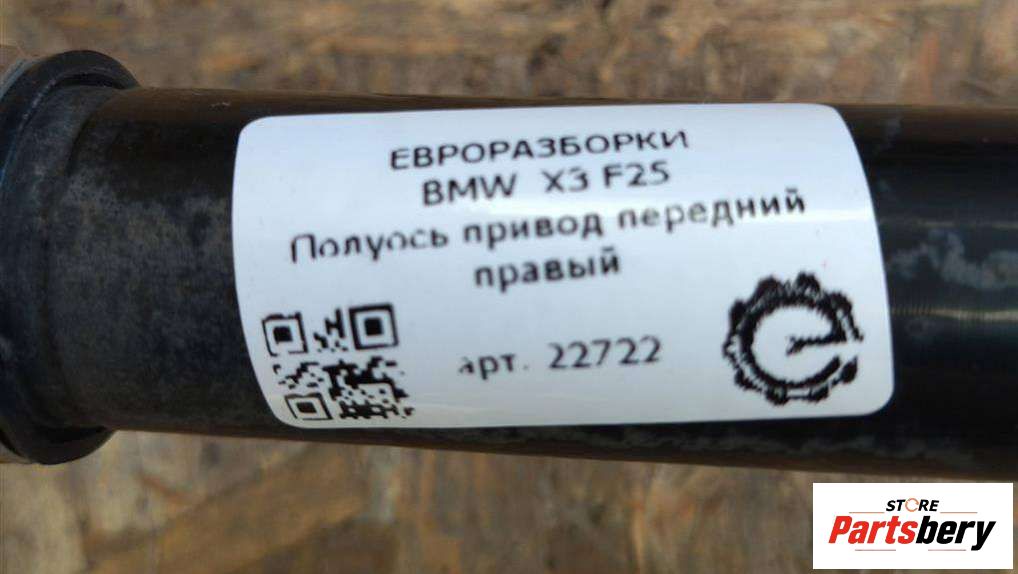 ЕВРОРАЗБОРКИ
BMW X3 F25
Полуось привод передний
правый
арт. 22722
STORE
Partsbery